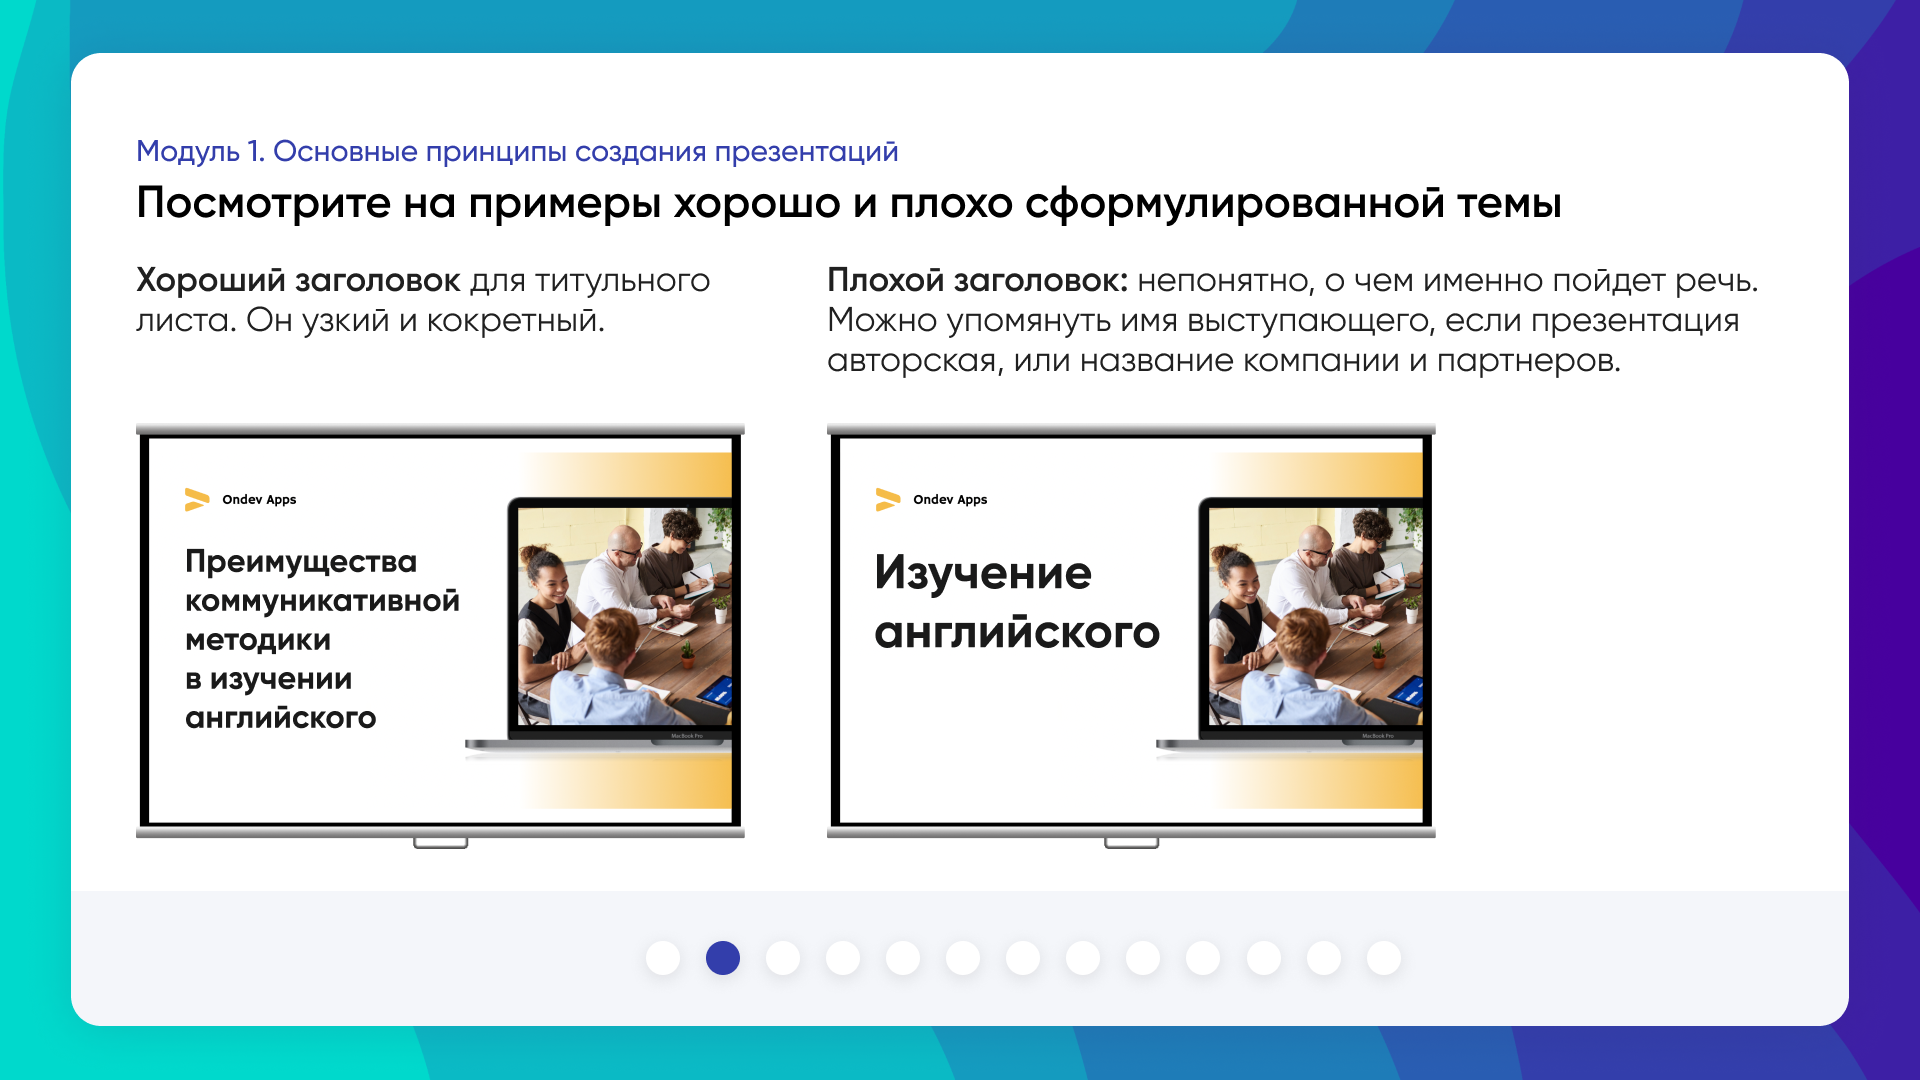 Модуль 1. Основные принципы создания презентаций
Посмотрите на примеры хорошо и плохо сформулированной темы
Хороший заголовок для титульного
листа. Он узкий и кокретный.
Плохой заголовок: непонятно, о чем именно пойдет речь.
Можно упомянуть имя выступающего, если презентация
авторская, или название компании и партнеров.
Ondev Apps
Преимущества
коммуникативной
методики
в изучении
английского
MacBook Pro
Ondev Apps
Изучение
английского
MacBook Pro